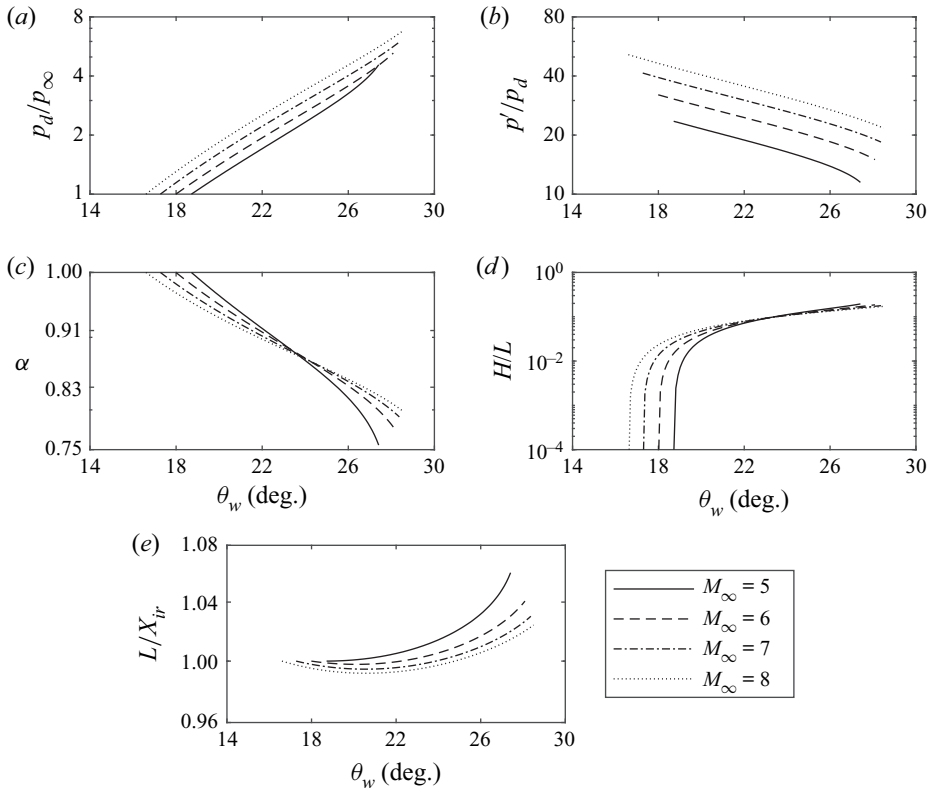 (a)
8
4
2
1
p_d/p_∞
14 18 22 26 30
(b)
80
40
20
10
p′/p_d
14 18 22 26 30
(c)
1.00
0.91
0.83
0.75
α
14 18 22 26 30
θ_w (deg.)
(d)
10^0
10^−2
10^−4
H/L
14 18 22 26 30
θ_w (deg.)
(e)
1.08
1.04
1.00
0.96
L/X_ir
14 18 22 26 30
θ_w (deg.)
M_∞ = 5
M_∞ = 6
M_∞ = 7
M_∞ = 8